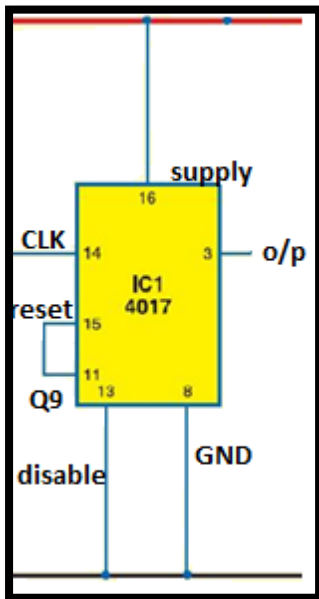 supply
16
CLK
14
3
o/p
IC1
4017
reset
15
11
Q9
13
8
GND
disable